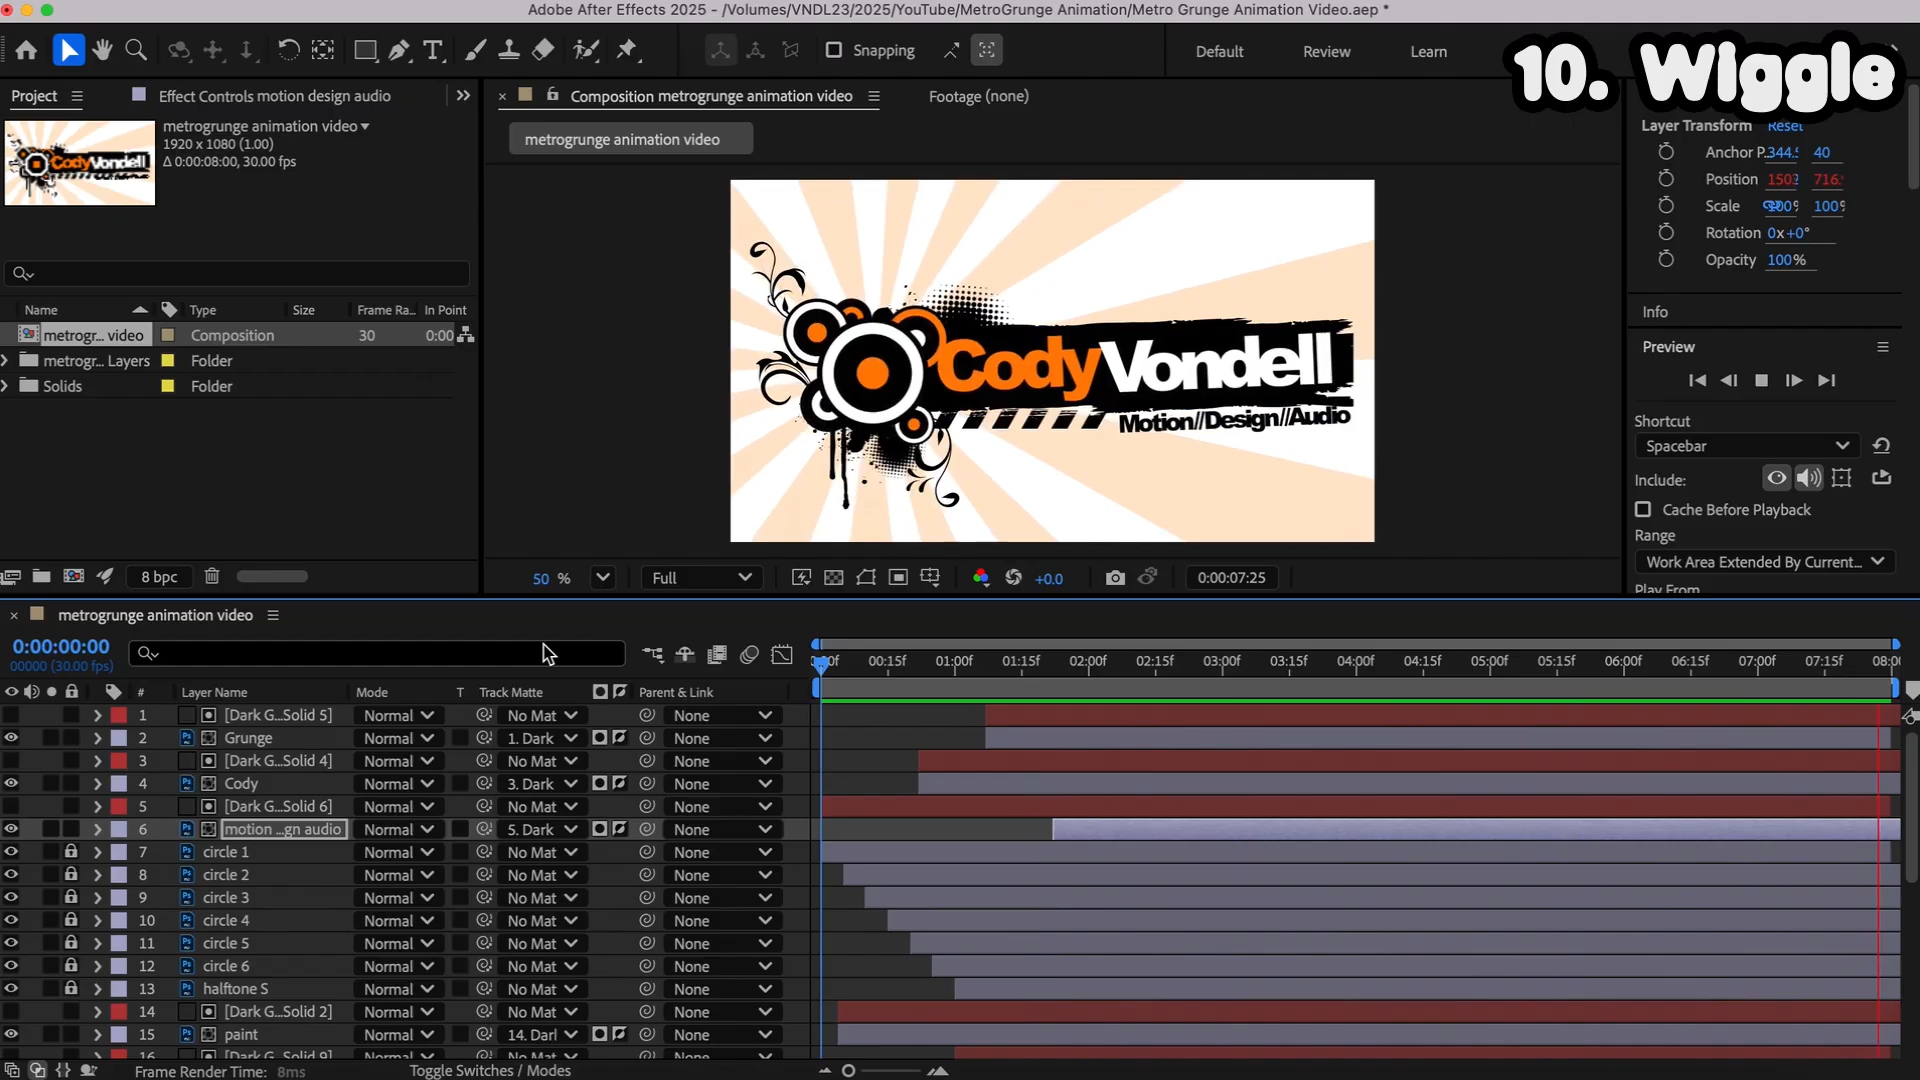 Adobe After Effects 2025 - /Volumes/VNDL23/2025/YouTube/MetroGrunge Animation/Metro Grunge Animation Video.aep *
Snapping
Default
Review
Learn
10. Wiggle
Project
Effect Controls motion design audio
metrogrunge animation video
1920 x 1080 (1.00)
Δ 0:00:08:00, 30.00 fps
Composition metrogrunge animation video
Footage (none)
metrogrunge animation video
Name
Type
Size
Frame Ra...
In Point
metrogr... video
Composition
30
0:00
metrogr... Layers
Folder
Solids
Folder
8 bpc
CodyVondell
Motion//Design//Audio
50 %
Full
+0.0
0:00:07:25
Layer Transform
Reset
Anchor P...
344.
40
Position
716.
Scale
100%
Rotation
0x+0°
Opacity
100%
Info
Preview
Shortcut
Spacebar
Include:
Cache Before Playback
Range
Work Area Extended By Current...
Play From
metrogrunge animation video
0:00:00:00
00000 (30.00 fps)
00:15f 01:00f 01:15f 02:00f 02:15f 03:00f 03:15f 04:00f 04:15f 05:00f 05:15f 06:00f 06:15f 07:00f 07:15f 08:0
# Layer Name Mode T Track Matte Parent & Link
1 [Dark G...Solid 5] Normal No Mat None
2 Grunge Normal 1. Dark None
3 [Dark G...Solid 4] Normal No Mat None
4 Cody Normal 3. Dark None
5 [Dark G...Solid 6] Normal No Mat None
6 motion ...gn audio Normal 5. Dark None
7 circle 1 Normal No Mat None
8 circle 2 Normal No Mat None
9 circle 3 Normal No Mat None
10 circle 4 Normal No Mat None
11 circle 5 Normal No Mat None
12 circle 6 Normal No Mat None
13 halftone S Normal No Mat None
14 [Dark G...Solid 2] Normal No Mat None
15 paint Normal 14. Darl None
16 [Dark G...Solid 9] Normal No Mat None
Frame Render Time: 8ms
Toggle Switches / Modes